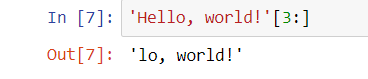 In [7]: 'Hello, world!'[3:]
Out[7]: 'lo, world!'